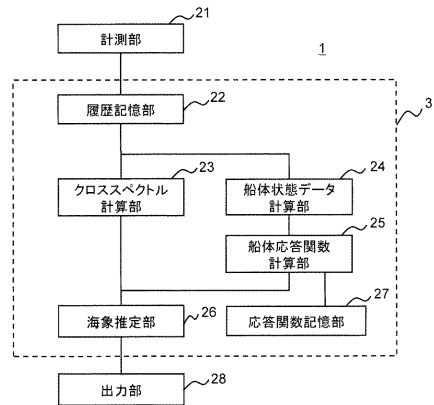 21
計測部
1
3
履歴記憶部
22
23
24
クロススペクトル
計算部
船体状態データ
計算部
25
船体応答関数
計算部
26
27
海象推定部
応答関数記憶部
出力部
28